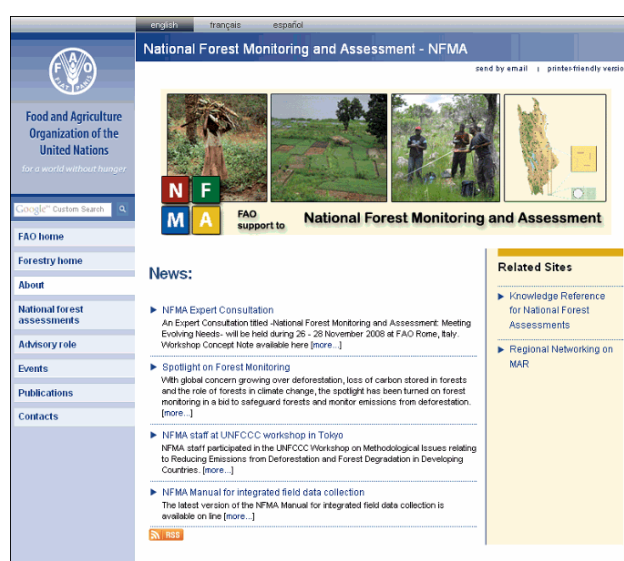 english français español
National Forest Monitoring and Assessment - NFMA
send by email | printer-friendly versio
FAO
FIAT PANIS
Food and Agriculture
Organization of the
United Nations
for a world without hunger
Google™ Custom Search
FAO home
Forestry home
About
National forest
assessments
Advisory role
Events
Publications
Contacts
N F
M A
FAO
support to
National Forest Monitoring and Assessment
News:
NFMA Expert Consultation
An Expert Consultation titled -National Forest Monitoring and Assessment: Meeting
Evolving Needs- will be held during 26 - 28 November 2008 at FAO Rome, Italy.
Workshop Concept Note available here [more...]
Spotlight on Forest Monitoring
With global concern growing over deforestation, loss of carbon stored in forests
and the role of forests in climate change, the spotlight has been turned on forest
monitoring in a bid to safeguard forests and monitor emissions from deforestation.
[more...]
NFMA staff at UNFCCC workshop in Tokyo
NFMA staff participated in the UNFCCC Workshop on Methodological Issues relating
to Reducing Emissions from Deforestation and Forest Degradation in Developing
Countries. [more...]
NFMA Manual for integrated field data collection
The latest version of the NFMA Manual for integrated field data collection is
available on line [more...]
RSS
Related Sites
Knowledge Reference
for National Forest
Assessments
Regional Networking on
MAR